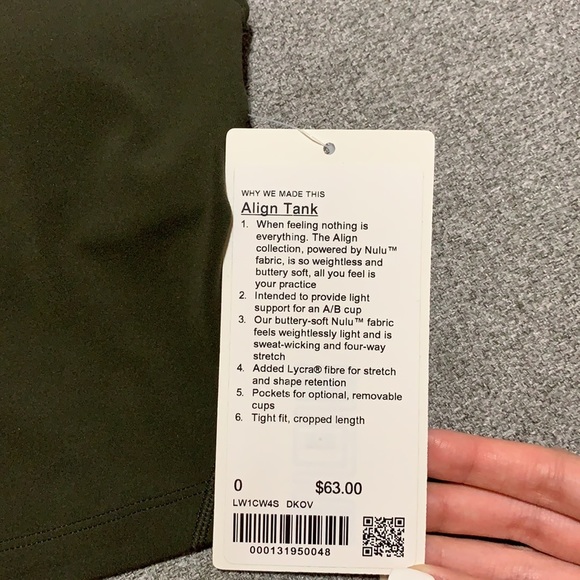 WHY WE MADE THIS
Align Tank
1. When feeling nothing is
everything. The Align
collection, powered by Nulu™
fabric, is so weightless and
buttery soft, all you feel is
your practice
2. Intended to provide light
support for an A/B cup
3. Our buttery-soft Nulu™ fabric
feels weightlessly light and is
sweat-wicking and four-way
stretch
4. Added Lycra® fibre for stretch
and shape retention
5. Pockets for optional, removable
cups
6. Tight fit, cropped length
0 $63.00
LW1CW4S DKOV
000131950048